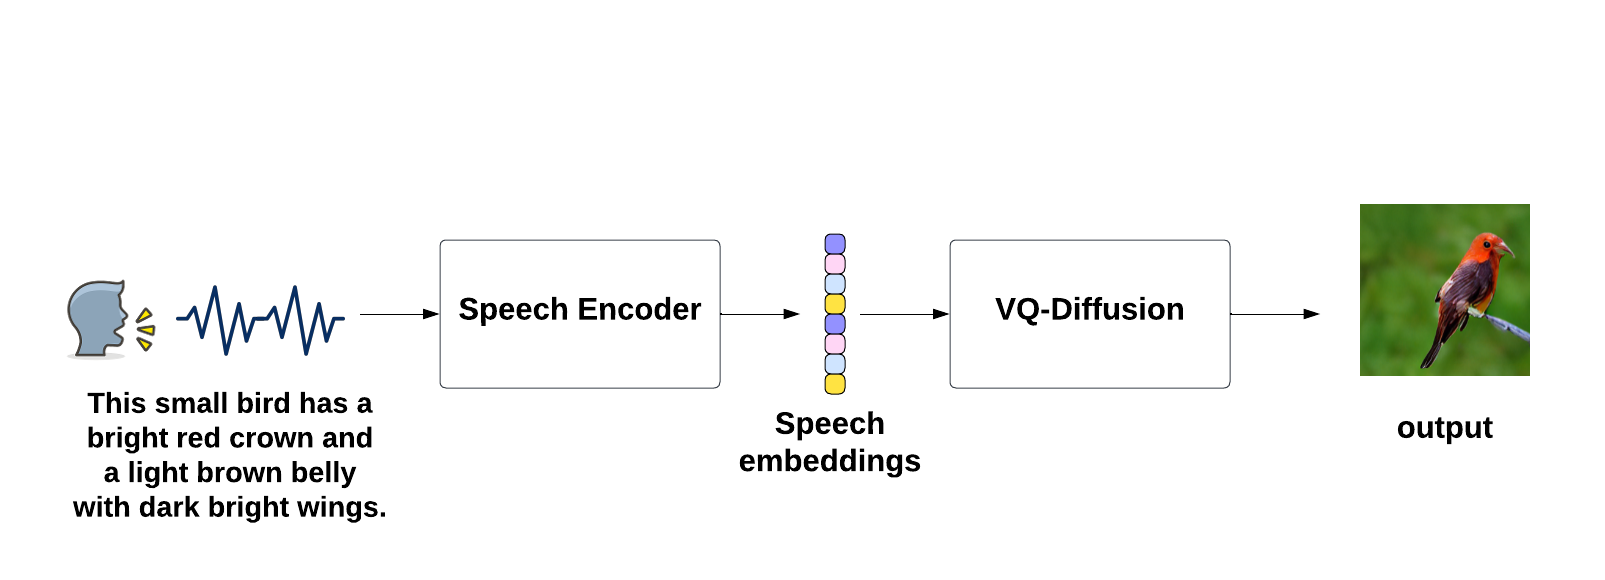 This small bird has a
bright red crown and
a light brown belly
with dark bright wings.
Speech Encoder
Speech
embeddings
VQ-Diffusion
output